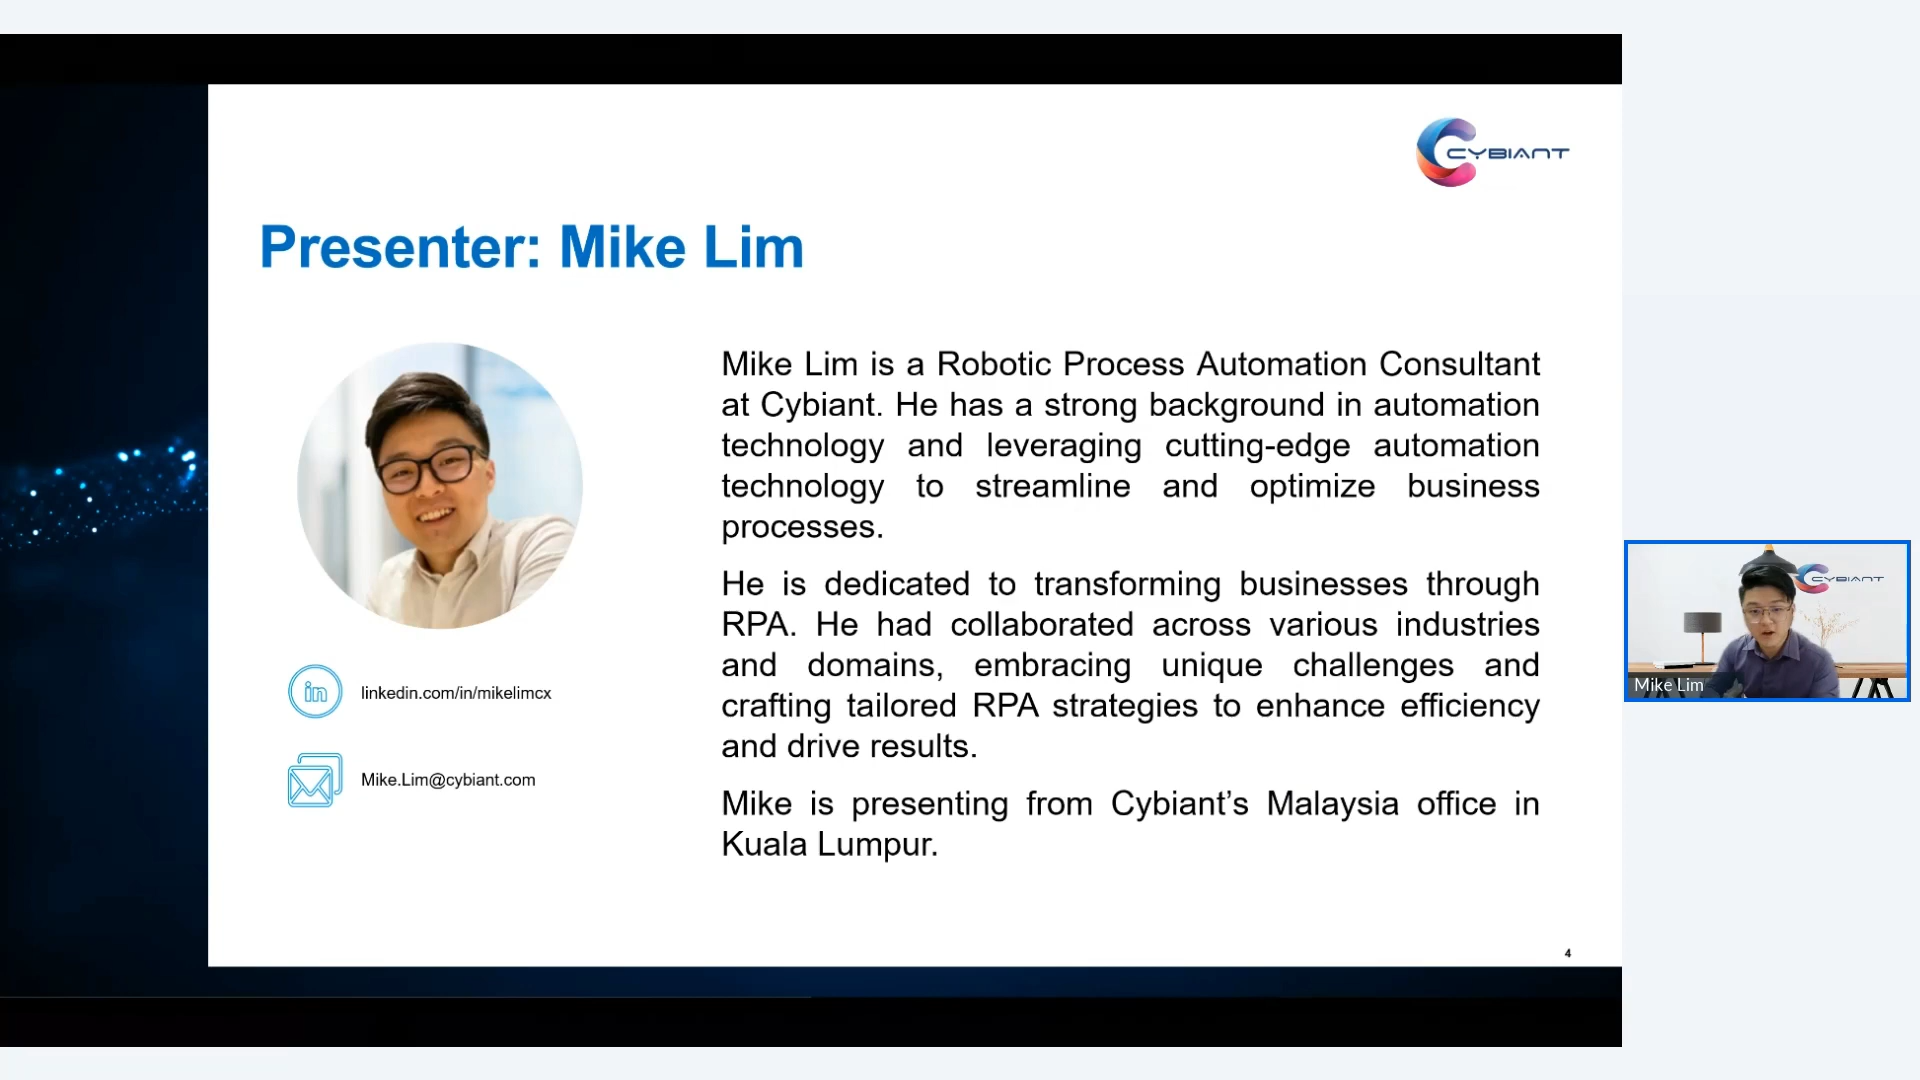 CYBIANT
Presenter: Mike Lim
Mike Lim is a Robotic Process Automation Consultant
at Cybiant. He has a strong background in automation
technology and leveraging cutting-edge automation
technology to streamline and optimize business
processes.
He is dedicated to transforming businesses through
RPA. He had collaborated across various industries
and domains, embracing unique challenges and
crafting tailored RPA strategies to enhance efficiency
and drive results.
Mike is presenting from Cybiant’s Malaysia office in
Kuala Lumpur.
in
linkedin.com/in/mikelimcx
Mike.Lim@cybiant.com
4
CYBIANT
Mike Lim